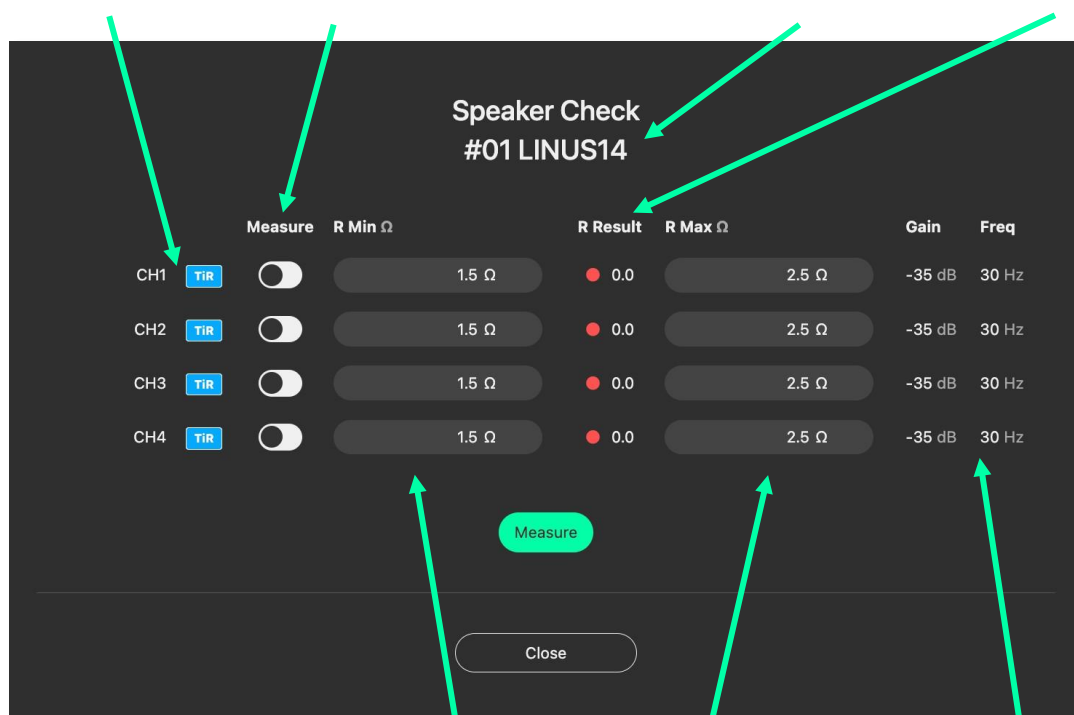 Speaker Check
#01 LINUS14
Measure R Min Ω R Result R Max Ω Gain Freq
CH1 TiR 1.5 Ω 0.0 2.5 Ω -35 dB 30 Hz
CH2 TiR 1.5 Ω 0.0 2.5 Ω -35 dB 30 Hz
CH3 TiR 1.5 Ω 0.0 2.5 Ω -35 dB 30 Hz
CH4 TiR 1.5 Ω 0.0 2.5 Ω -35 dB 30 Hz
Measure
Close